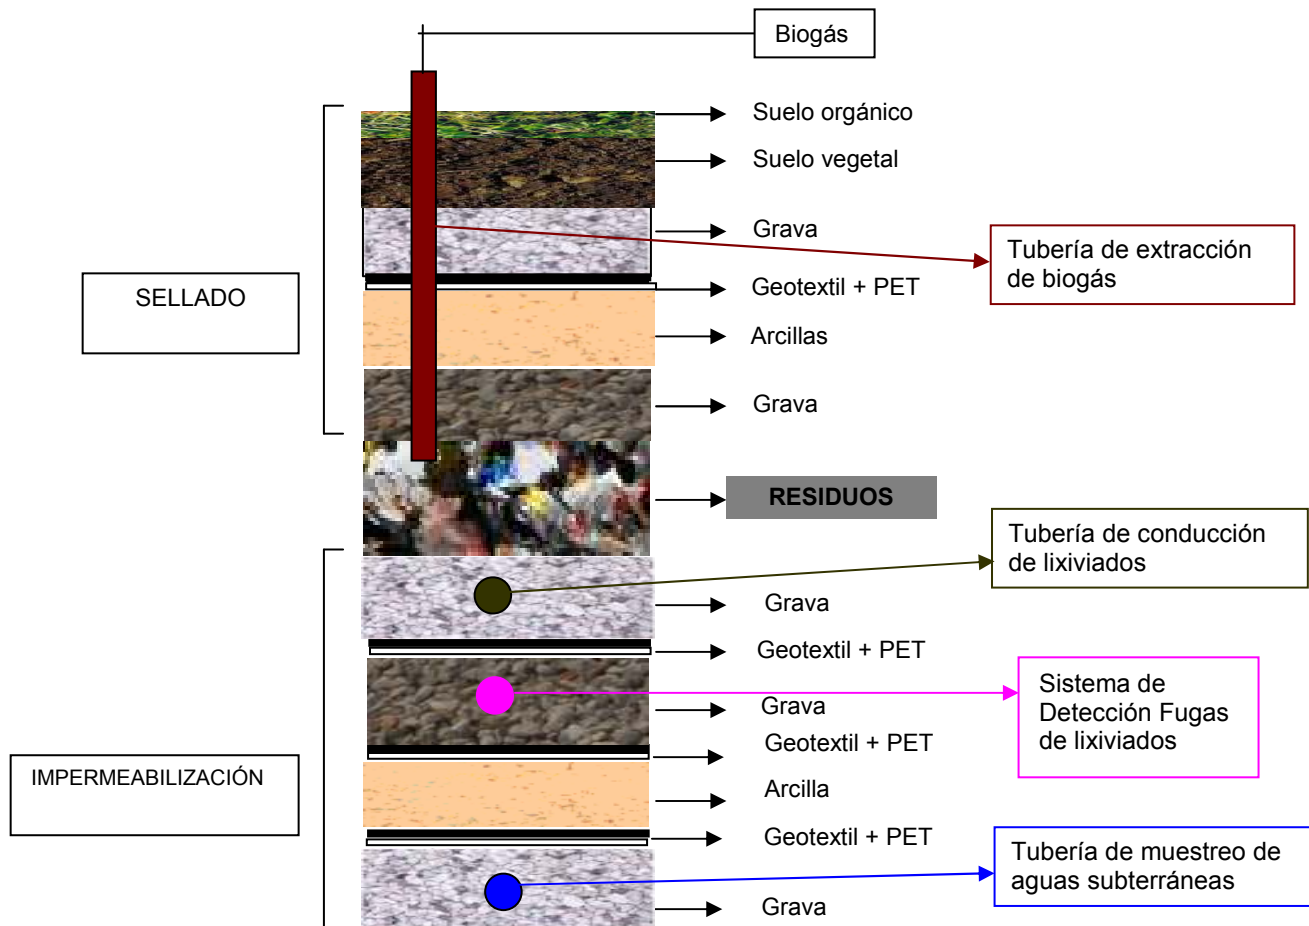 Biogás
Suelo orgánico
Suelo vegetal
Grava
Tubería de extracción
de biogás
SELLADO
Geotextil + PET
Arcillas
Grava
RESIDUOS
Tubería de conducción
de lixiviados
Grava
Geotextil + PET
Sistema de
Detección Fugas
de lixiviados
Grava
Geotextil + PET
IMPERMEABILIZACIÓN
Arcilla
Geotextil + PET
Tubería de muestreo de
aguas subterráneas
Grava